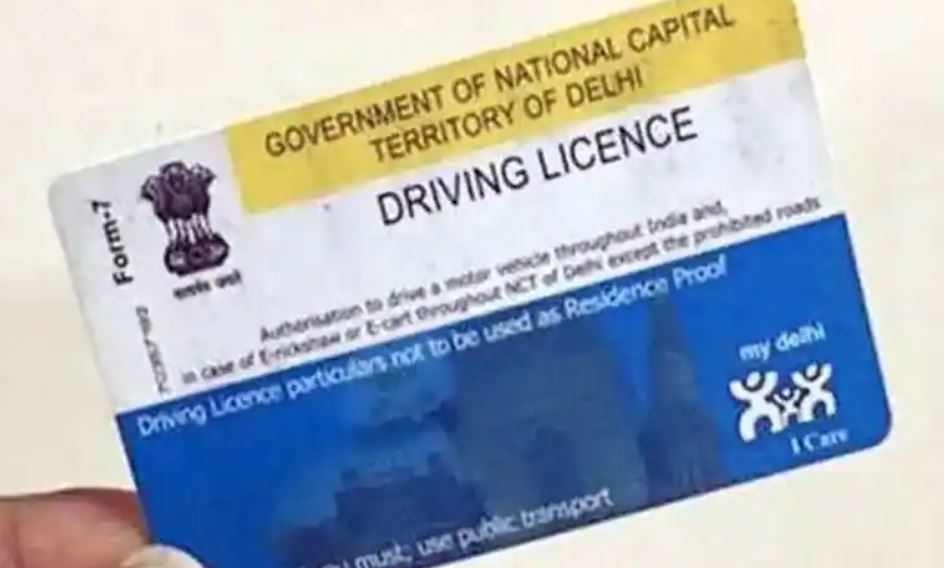 GOVERNMENT OF NATIONAL CAPITAL
TERRITORY OF DELHI
DRIVING LICENCE
Form-7
सत्यमेव जयते
Authorisation to drive a motor vehicle throughout India and,
in case of E-rickshaw or E-cart throughout NCT of Delhi except the prohibited roads
Driving Licence particulars not to be used as Residence Proof
my delhi
I Care
must; use public transport